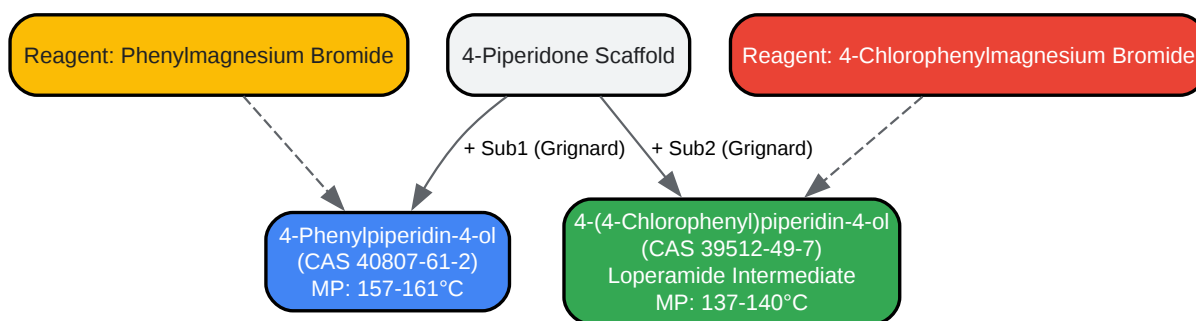 Reagent: Phenylmagnesium Bromide
4-Piperidone Scaffold
Reagent: 4-Chlorophenylmagnesium Bromide
+ Sub1 (Grignard)
+ Sub2 (Grignard)
4-Phenylpiperidin-4-ol
(CAS 40807-61-2)
MP: 157-161°C
4-(4-Chlorophenyl)piperidin-4-ol
(CAS 39512-49-7)
Loperamide Intermediate
MP: 137-140°C